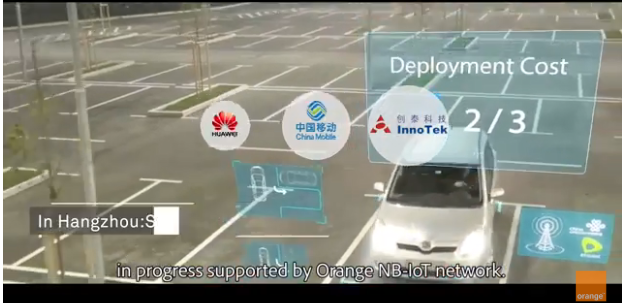 Deployment Cost
2/3
HUAWEI
中国移动
China Mobile
创泰科技
InnoTek
In Hangzhou:S
in progress supported by Orange NB-IoT network.
orange